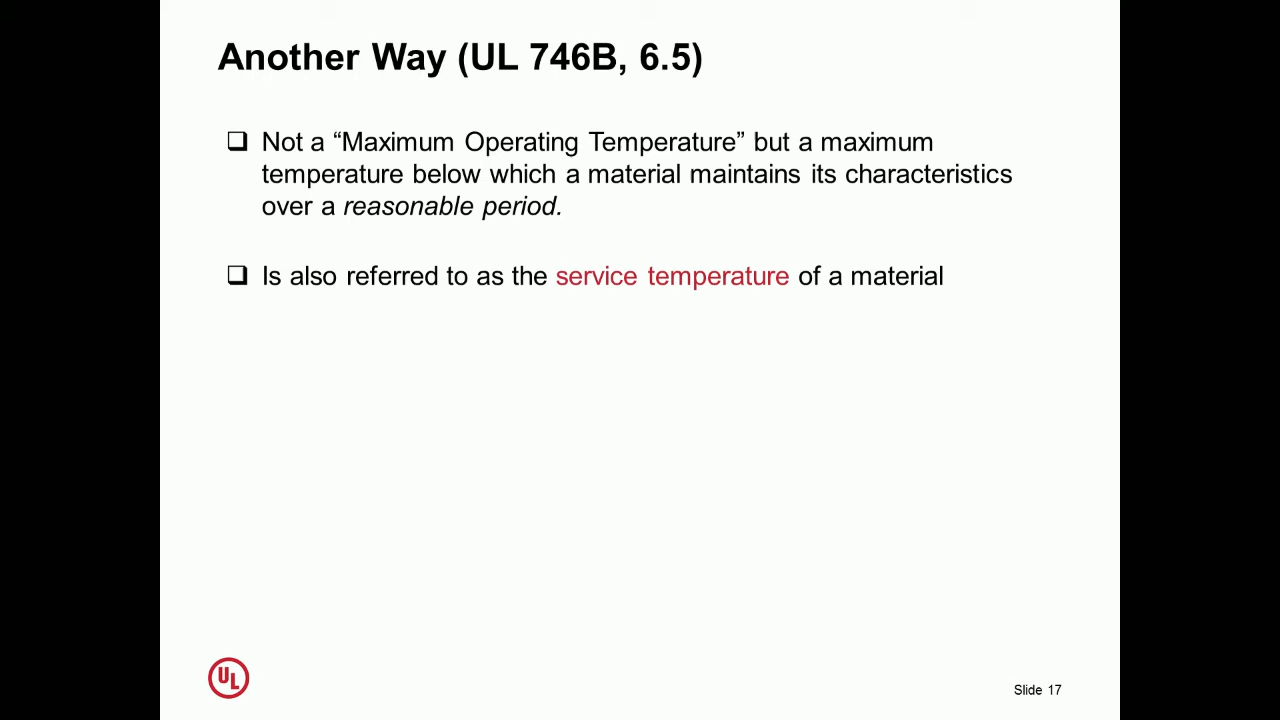 Another Way (UL 746B, 6.5)
Not a “Maximum Operating Temperature” but a maximum
temperature below which a material maintains its characteristics
over a reasonable period.
Is also referred to as the service temperature of a material
UL
Slide 17